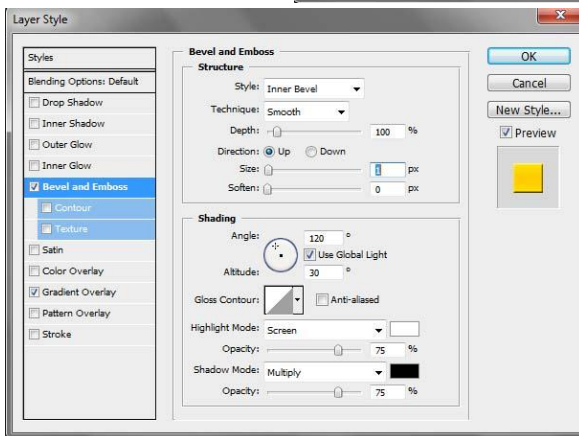 Layer Style
Styles
Blending Options: Default
Drop Shadow
Inner Shadow
Outer Glow
Inner Glow
Bevel and Emboss
Contour
Texture
Satin
Color Overlay
Gradient Overlay
Pattern Overlay
Stroke
Bevel and Emboss
Structure
Style: Inner Bevel
Technique: Smooth
Depth: 100 %
Direction: Up Down
Size: 1 px
Soften: 0 px
Shading
Angle: 120 °
Use Global Light
Altitude: 30 °
Gloss Contour: Anti-aliased
Highlight Mode: Screen
Opacity: 75 %
Shadow Mode: Multiply
Opacity: 75 %
OK
Cancel
New Style...
Preview